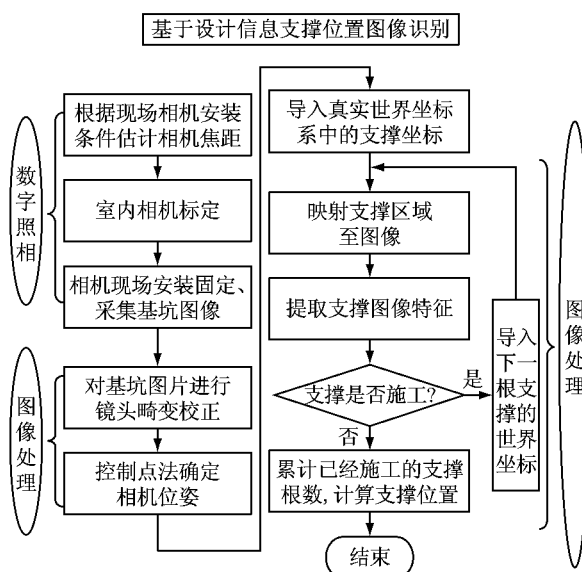 基于设计信息支撑位置图像识别
数字照相
根据现场相机安装
条件估计相机焦距
室内相机标定
相机现场安装固定、
采集基坑图像
图像处理
对基坑图片进行
镜头畸变校正
控制点法确定
相机位姿
导入真实世界坐标
系中的支撑坐标
映射支撑区域
至图像
提取支撑图像特征
支撑是否施工?
是
否
累计已经施工的支撑
根数,计算支撑位置
结束
导入
下一
根支
撑的
世界
坐标
图像处理